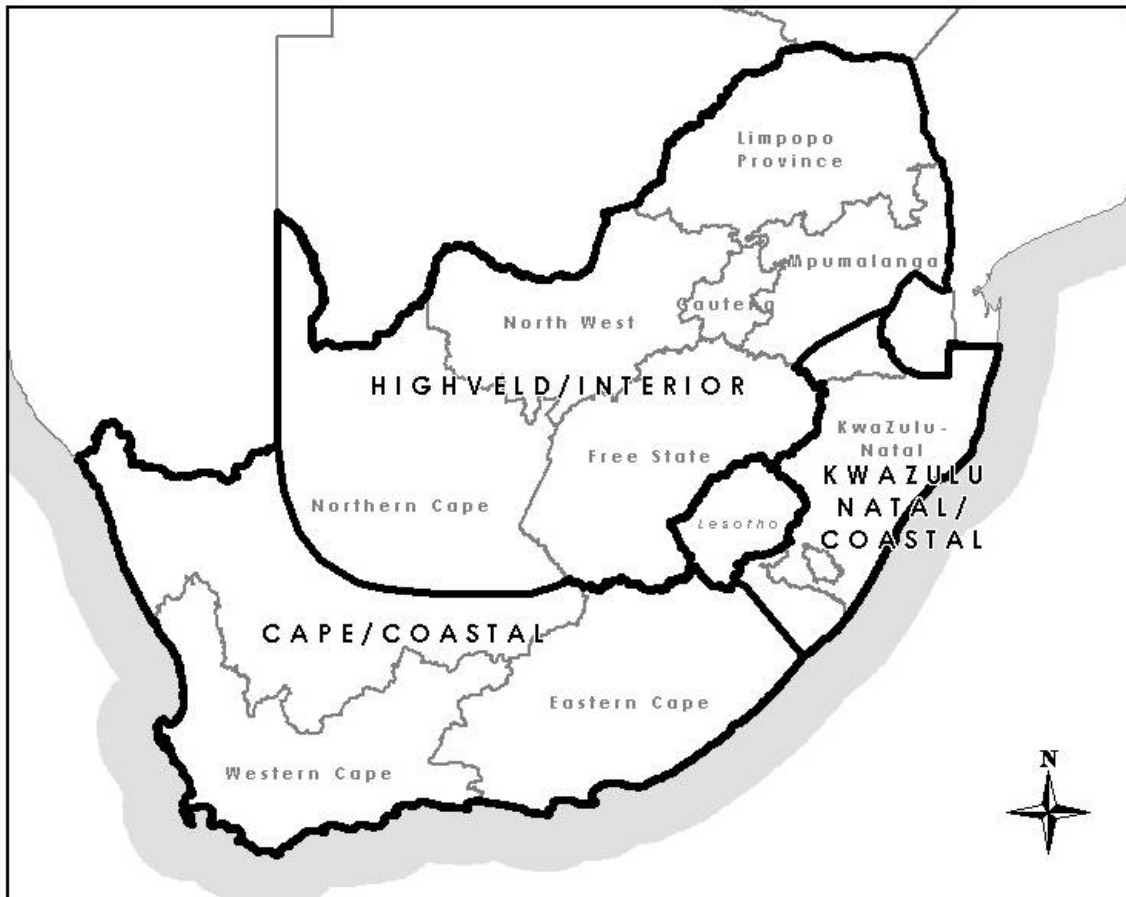 Limpopo
Province
Mpumalanga
Gauteng
North West
HIGHVELD/INTERIOR
KwaZulu-
Natal
Free State
KWAZULU
NATAL/
COASTAL
Northern Cape
Lesotho
CAPE/COASTAL
Eastern Cape
Western Cape
N